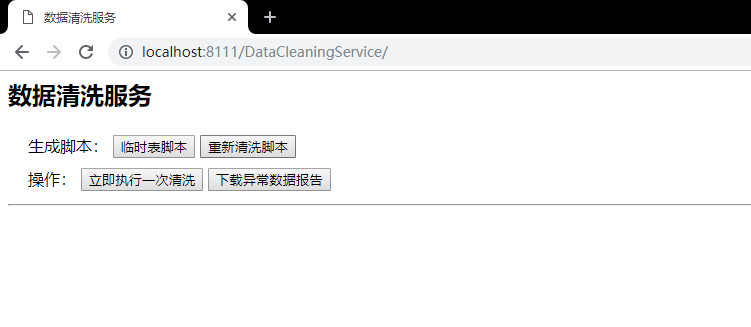 数据清洗服务
localhost:8111/DataCleaningService/
数据清洗服务
生成脚本： 临时表脚本 重新清洗脚本
操作： 立即执行一次清洗 下载异常数据报告